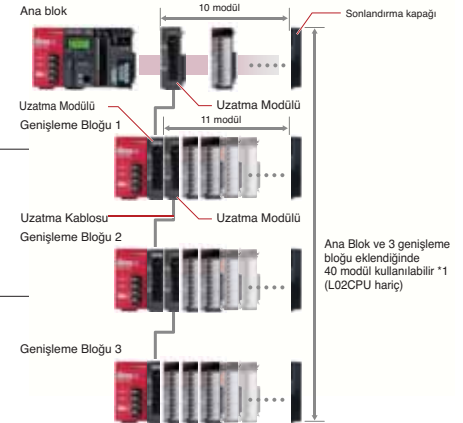 Ana blok
10 modül
Sonlandırma kapağı
Uzatma Modülü
Uzatma Modülü
Genişleme Bloğu 1
11 modül
Uzatma Kablosu
Uzatma Modülü
Genişleme Bloğu 2
Ana Blok ve 3 genişleme
bloğu eklendiğinde
40 modül kullanılabilir *1
(L02CPU hariç)
Genişleme Bloğu 3